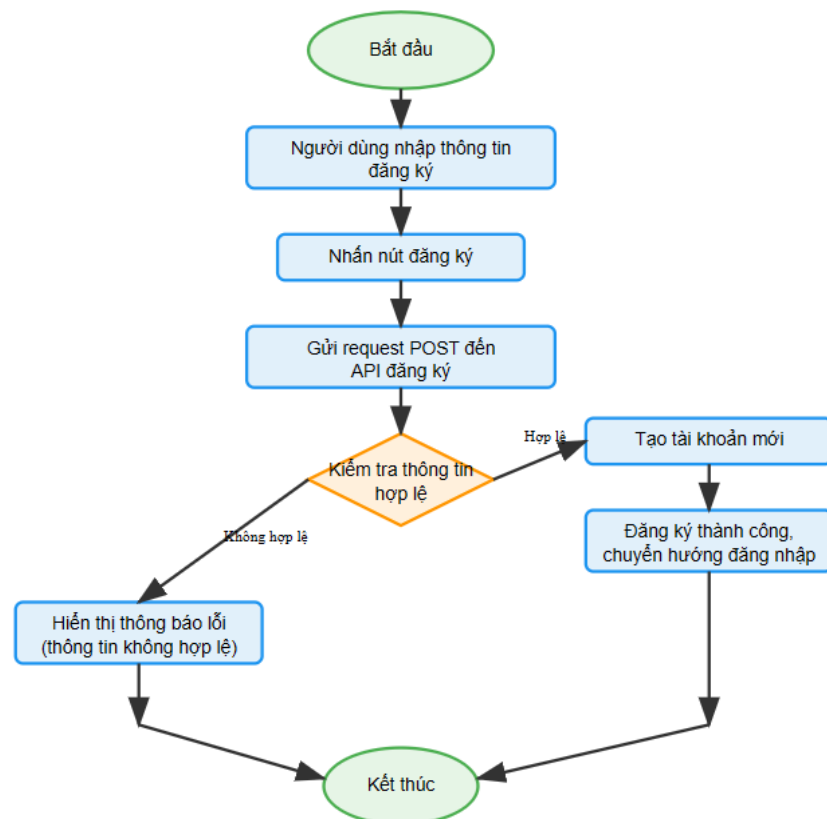 Bắt đầu
Người dùng nhập thông tin
đăng ký
Nhấn nút đăng ký
Gửi request POST đến
API đăng ký
Kiểm tra thông tin
hợp lệ
Hợp lệ
Tạo tài khoản mới
Đăng ký thành công,
chuyển hướng đăng nhập
Không hợp lệ
Hiển thị thông báo lỗi
(thông tin không hợp lệ)
Kết thúc